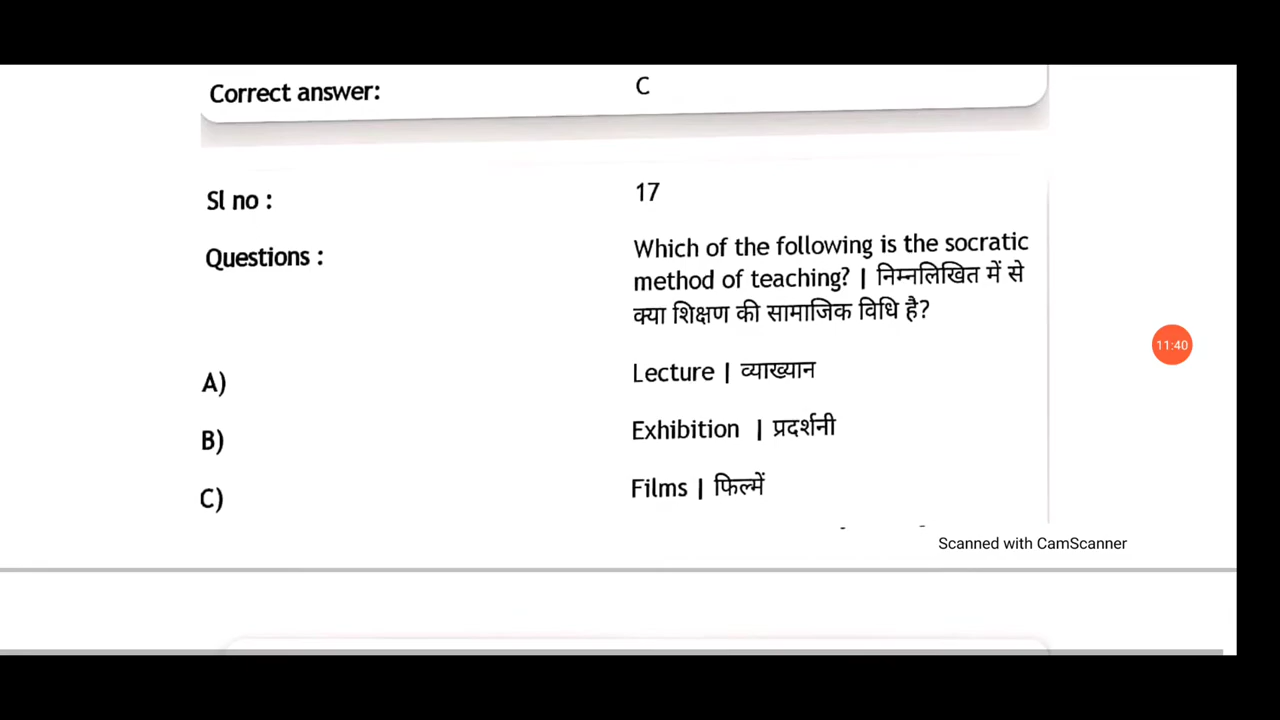 Correct answer: C
Sl no : 17
Questions : Which of the following is the socratic
method of teaching? | निम्नलिखित में से
क्या शिक्षण की सामाजिक विधि है?
A) Lecture | व्याख्यान
B) Exhibition | प्रदर्शनी
C) Films | फिल्में
Scanned with CamScanner
11:40